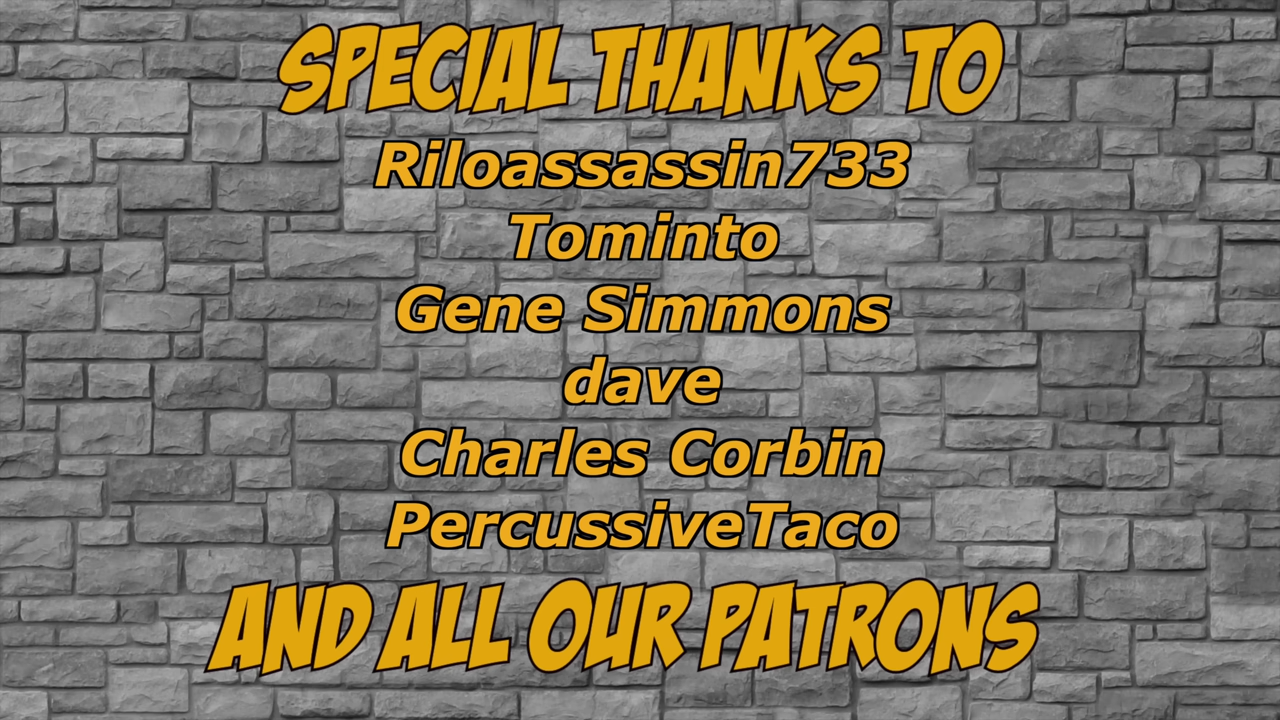 SPECIAL THANKS TO
Riloassassin733
Tominto
Gene Simmons
dave
Charles Corbin
PercussiveTaco
AND ALL OUR PATRONS